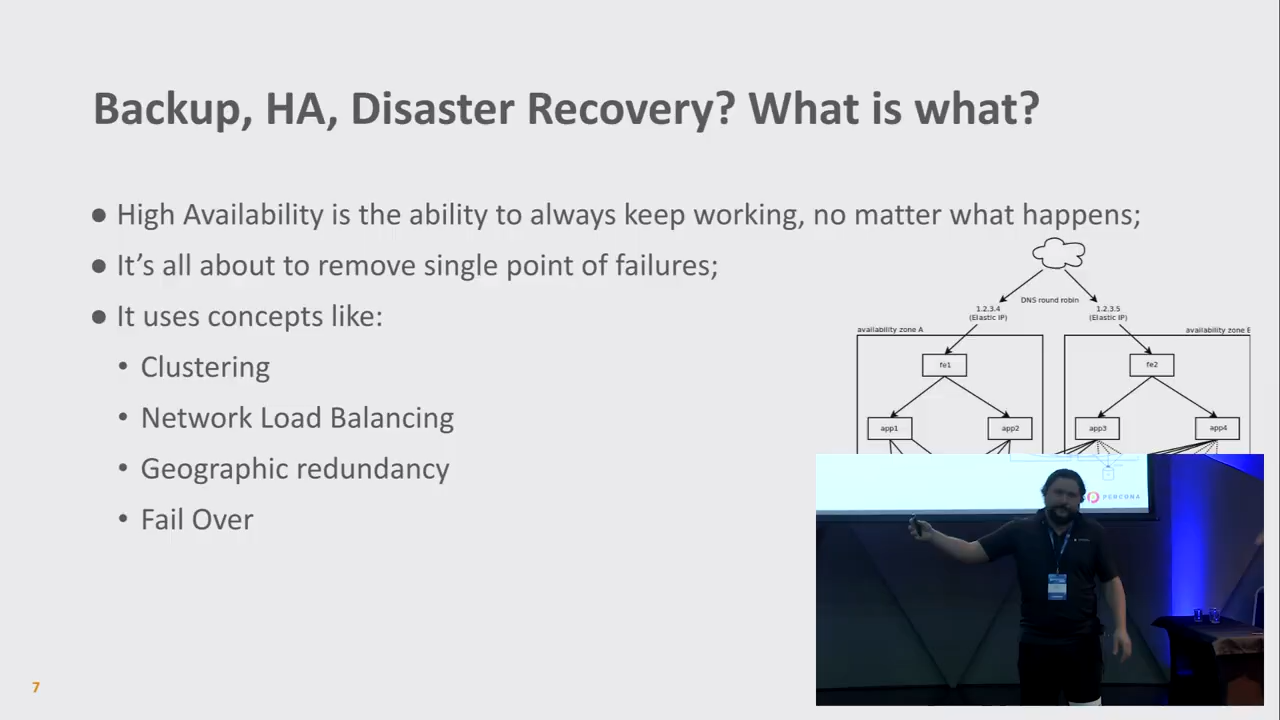 Backup, HA, Disaster Recovery? What is what?
● High Availability is the ability to always keep working, no matter what happens;
● It's all about to remove single point of failures;
● It uses concepts like:
• Clustering
• Network Load Balancing
• Geographic redundancy
• Fail Over
DNS round robin
1.2.3.4
(Elastic IP)
1.2.3.5
(Elastic IP)
availability zone A
availability zone
fe1
fe2
app1
app2
app3
app4
PERCONA
7